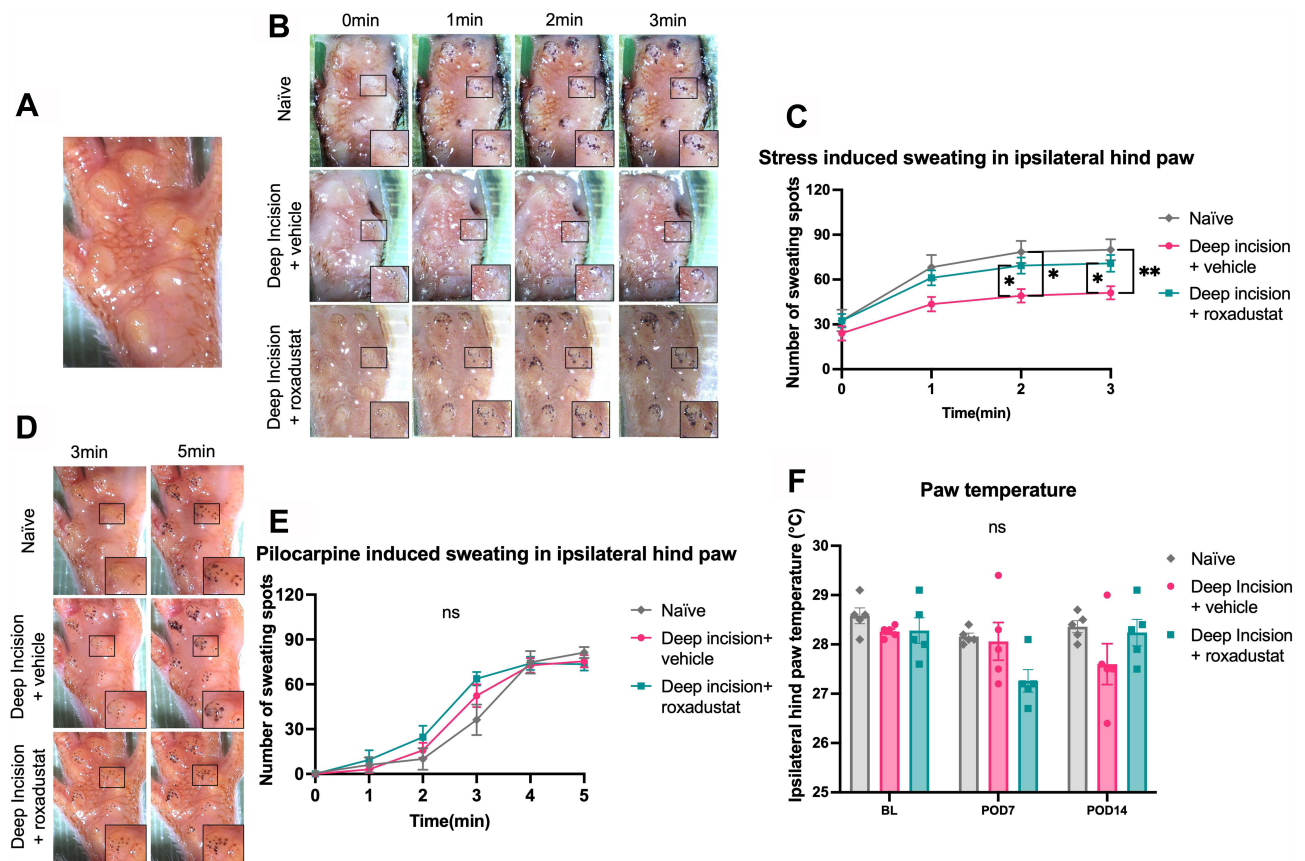 A
B
0min
1min
2min
3min
Naïve
Deep Incision
+ vehicle
Deep Incision
+ roxadustat
C
Stress induced sweating in ipsilateral hind paw
Number of sweating spots
120
90
60
30
0
0
1
2
3
Time(min)
*
*
*
**
Naïve
Deep incision
+ vehicle
Deep incision
+ roxadustat
D
3min
5min
Naïve
Deep Incision
+ vehicle
Deep Incision
+ roxadustat
E
Pilocarpine induced sweating in ipsilateral hind paw
Number of sweating spots
120
90
60
30
0
ns
0
1
2
3
4
5
Time(min)
Naïve
Deep incision+
vehicle
Deep incision+
roxadustat
F
Paw temperature
ns
Ipsilateral hind paw temperature (°C)
30
29
28
27
26
25
BL
POD7
POD14
Naïve
Deep Incision
+ vehicle
Deep Incision
+ roxadustat